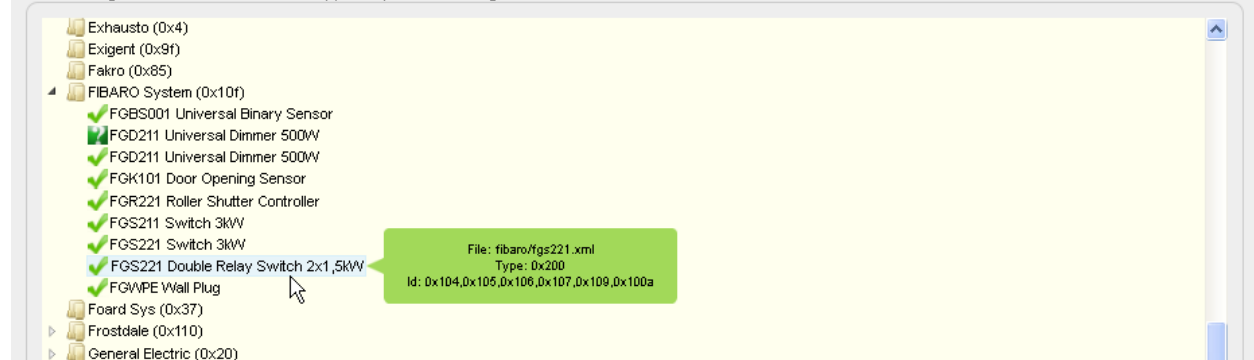 Exhausto (0x4)
Exigent (0x9f)
Fakro (0x85)
FIBARO System (0x10f)
FGBS001 Universal Binary Sensor
FGD211 Universal Dimmer 500W
FGD211 Universal Dimmer 500W
FGK101 Door Opening Sensor
FGR221 Roller Shutter Controller
FGS211 Switch 3kW
FGS221 Switch 3kW
FGS221 Double Relay Switch 2x1,5kW
File: fibaro/fgs221.xml
Type: 0x200
Id: 0x104,0x105,0x106,0x107,0x109,0x100a
FGWPE Wall Plug
Foard Sys (0x37)
Frostdale (0x110)
General Electric (0x20)